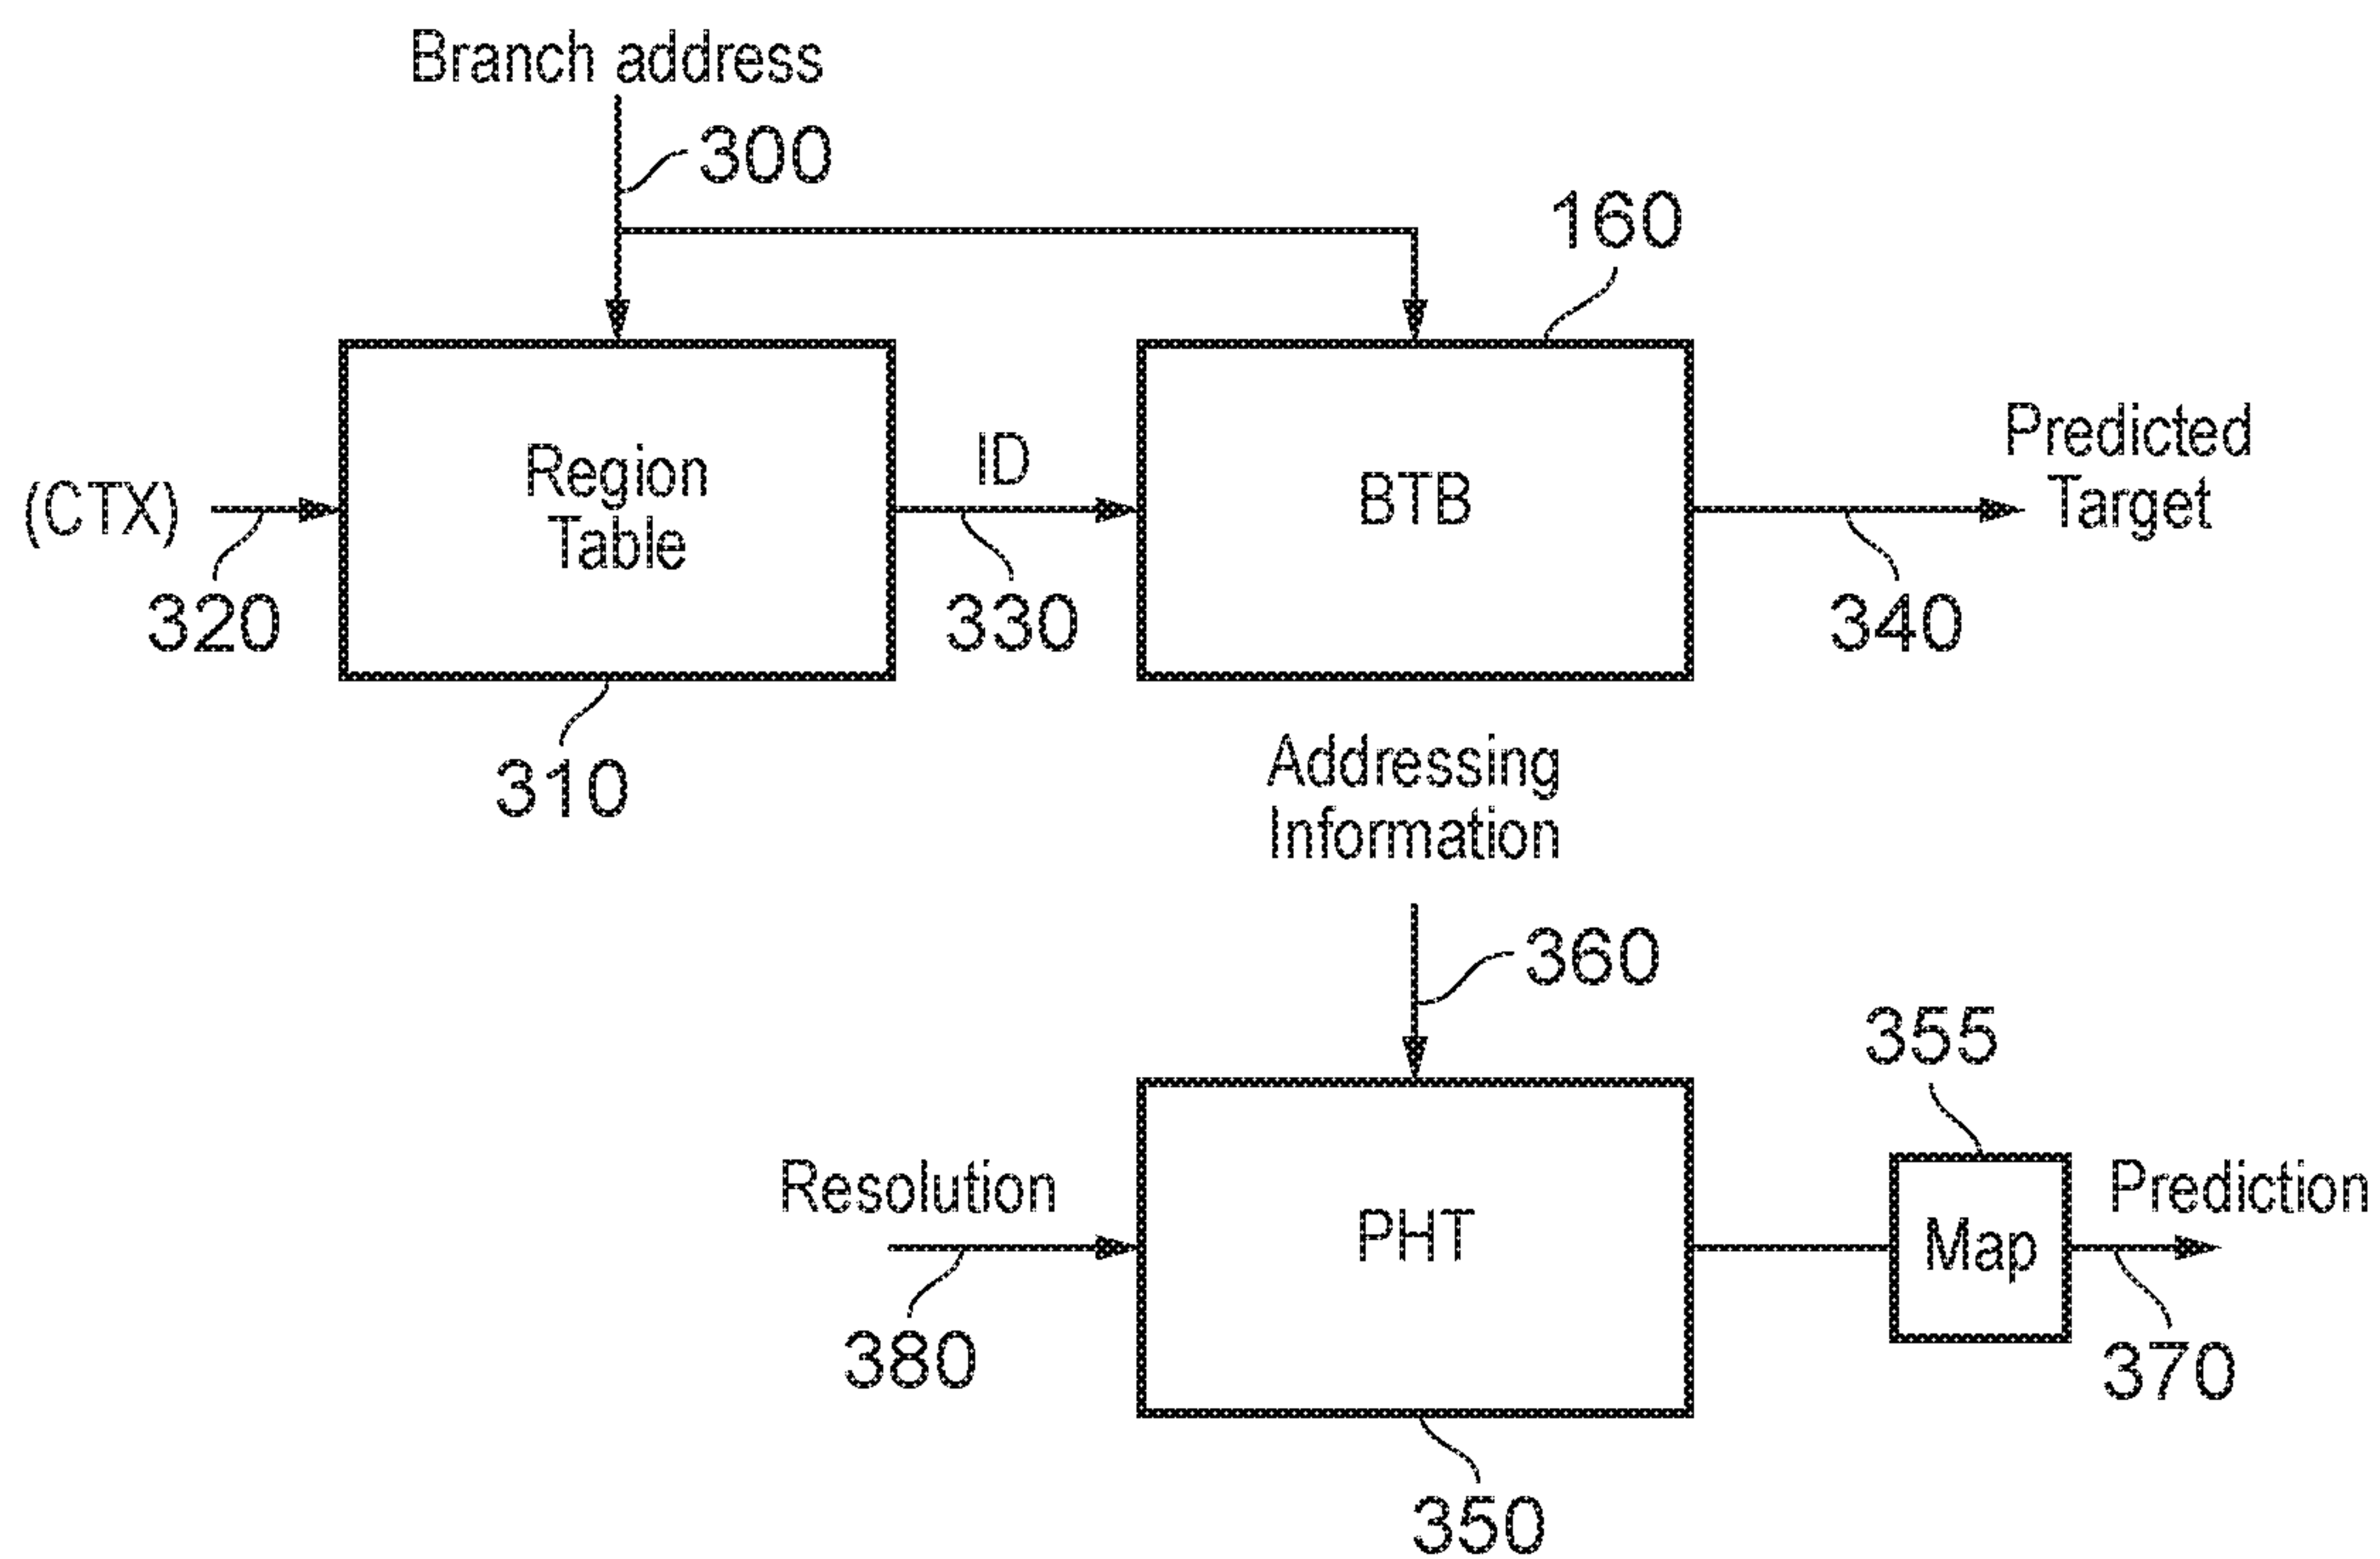 Branch address
300
160
(CTX)
Region
Table
ID
BTB
Predicted
Target
320
330
340
310
Addressing
Information
360
355
Resolution
PHT
Map
Prediction
380
370
350